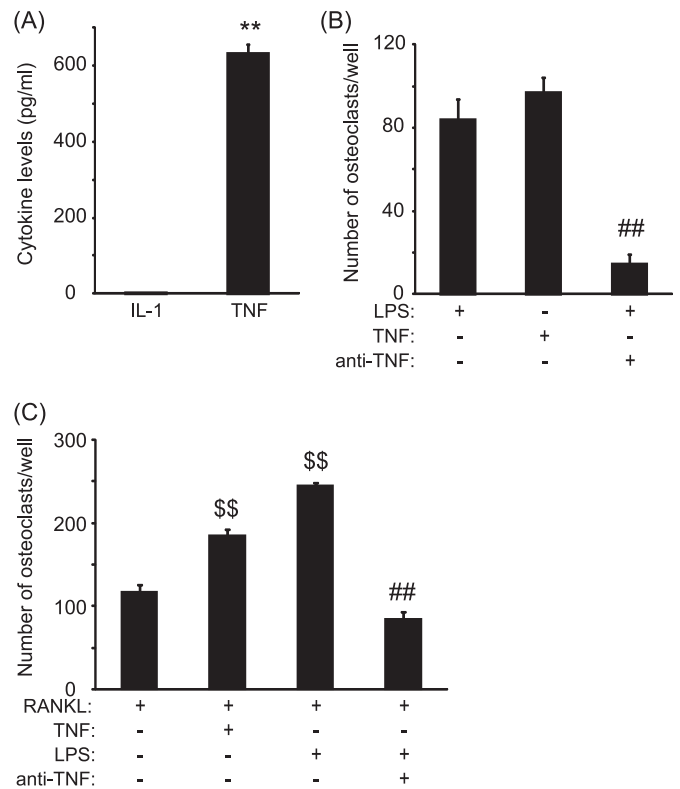 (A)
Cytokine levels (pg/ml)
600
400
200
0
**
IL-1
TNF
(B)
Number of osteoclasts/well
120
80
40
0
##
LPS: + - +
TNF: - + -
anti-TNF: - - +
(C)
Number of osteoclasts/well
300
200
100
0
$$
$$
##
RANKL: + + + +
TNF: - + - -
LPS: - - + +
anti-TNF: - - - +